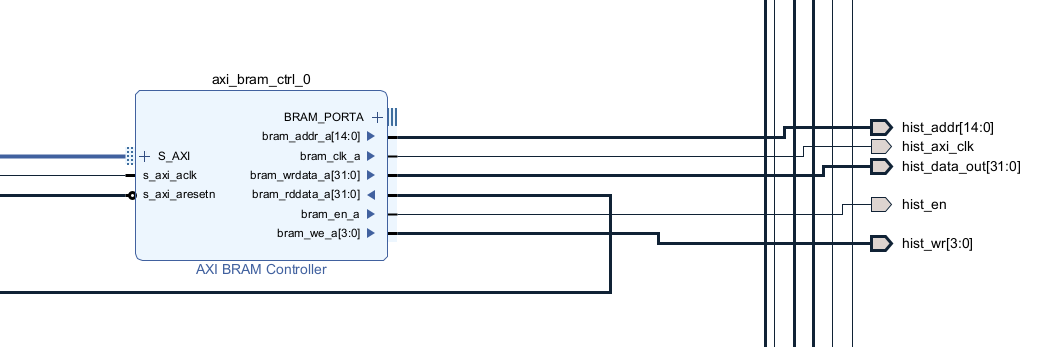 axi_bram_ctrl_0
BRAM_PORTA
bram_addr_a[14:0]
S_AXI
bram_clk_a
s_axi_aclk
bram_wrdata_a[31:0]
s_axi_aresetn
bram_rddata_a[31:0]
bram_en_a
bram_we_a[3:0]
AXI BRAM Controller
hist_addr[14:0]
hist_axi_clk
hist_data_out[31:0]
hist_en
hist_wr[3:0]